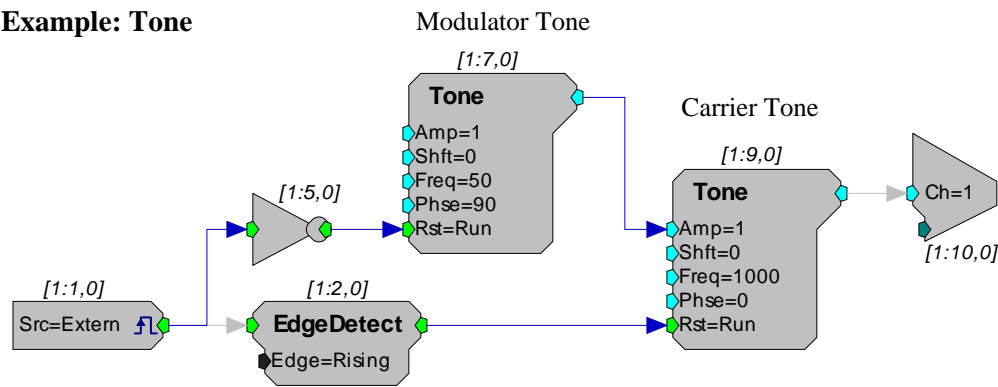 Example: Tone
Modulator Tone
[1:7,0]
Tone
Amp=1
Shft=0
Freq=50
Phse=90
Rst=Run
Carrier Tone
[1:9,0]
Tone
Amp=1
Shft=0
Freq=1000
Phse=0
Rst=Run
Ch=1
[1:10,0]
[1:5,0]
[1:1,0]
Src=Extern
[1:2,0]
EdgeDetect
Edge=Rising